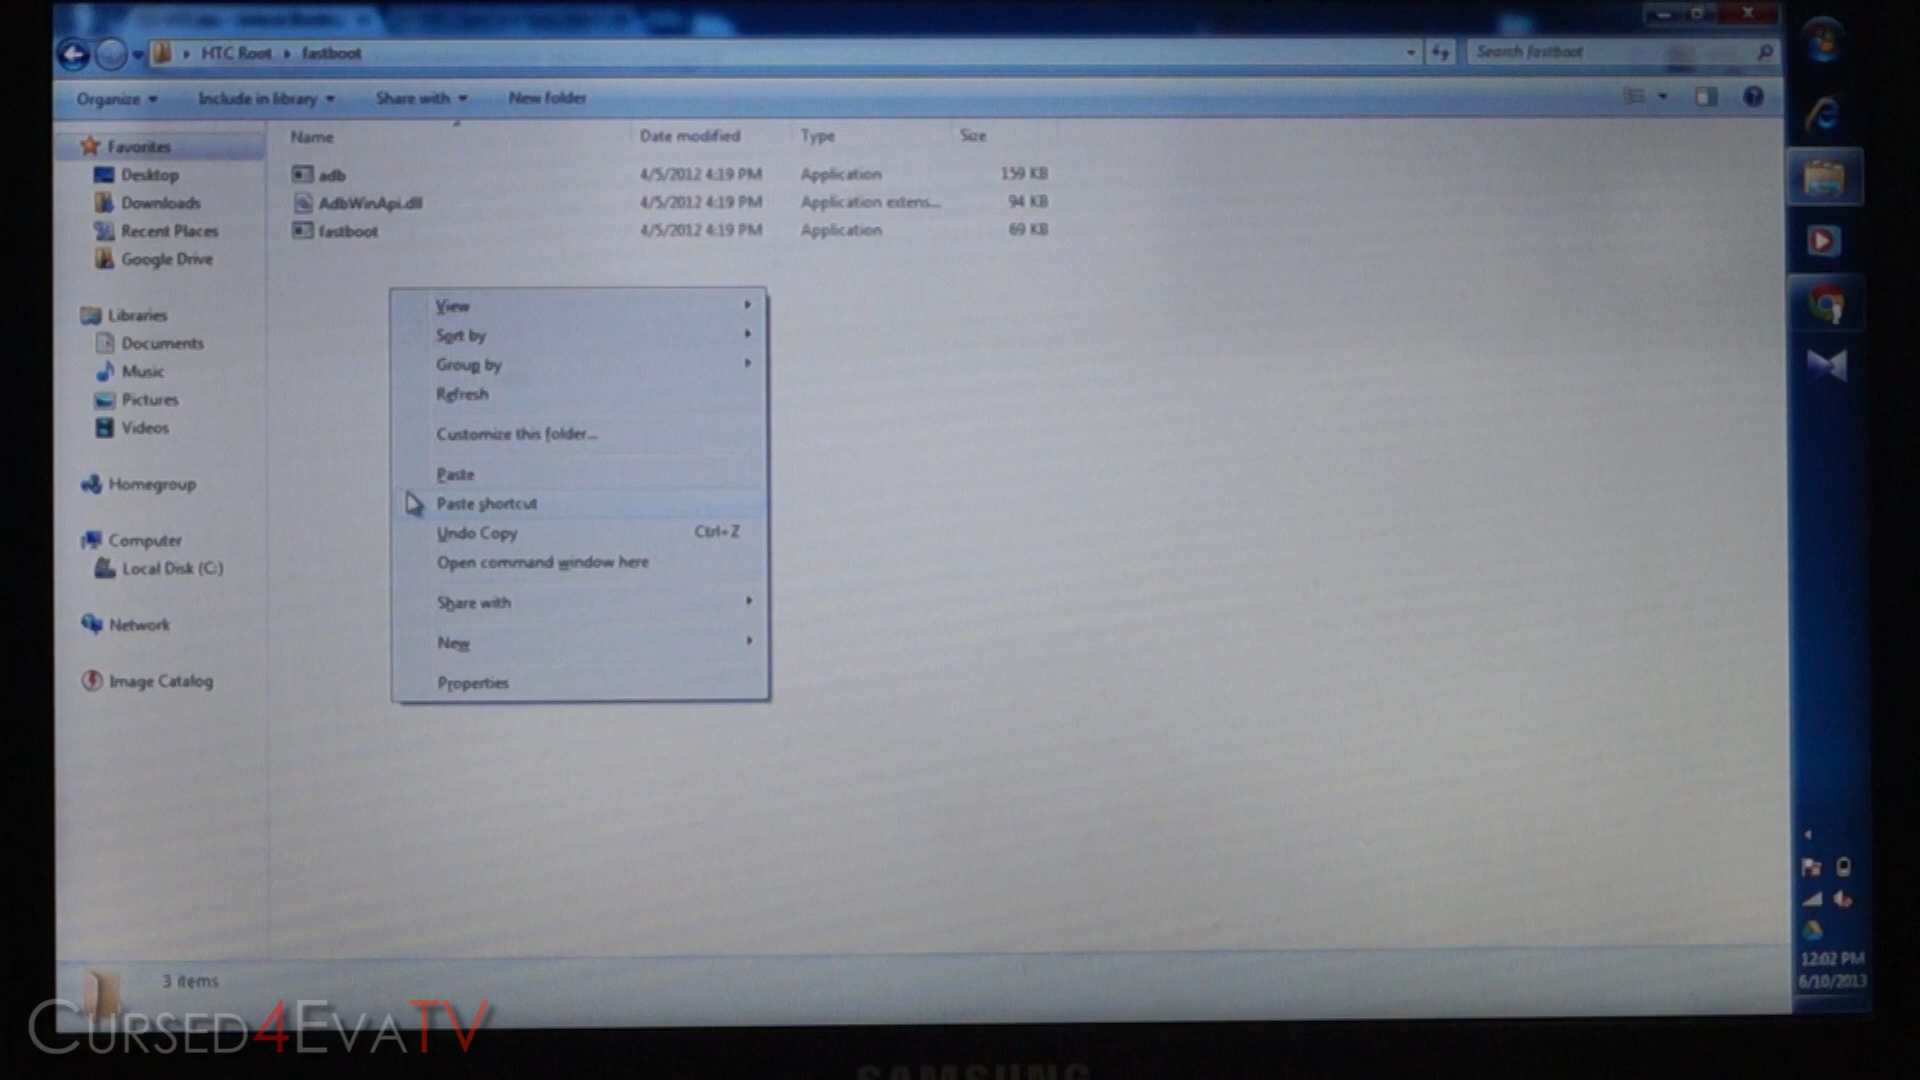 HTC Root fastboot
Search fastboot
Organize
Include in library
Share with
New folder
Name
Date modified
Type
Size
Favorites
Desktop
Downloads
Recent Places
Google Drive
Libraries
Documents
Music
Pictures
Videos
Homegroup
Computer
Local Disk (C:)
Network
Image Catalog
adb 4/5/2012 4:19 PM Application 159 KB
AdbWinApi.dll 4/5/2012 4:19 PM Application extens... 94 KB
fastboot 4/5/2012 4:19 PM Application 69 KB
View
Sort by
Group by
Refresh
Customize this folder...
Paste
Paste shortcut
Undo Copy Ctrl+Z
Open command window here
Share with
New
Properties
3 items
12:02 PM
6/10/2013
CURSED4EVATV
SAMSUNG